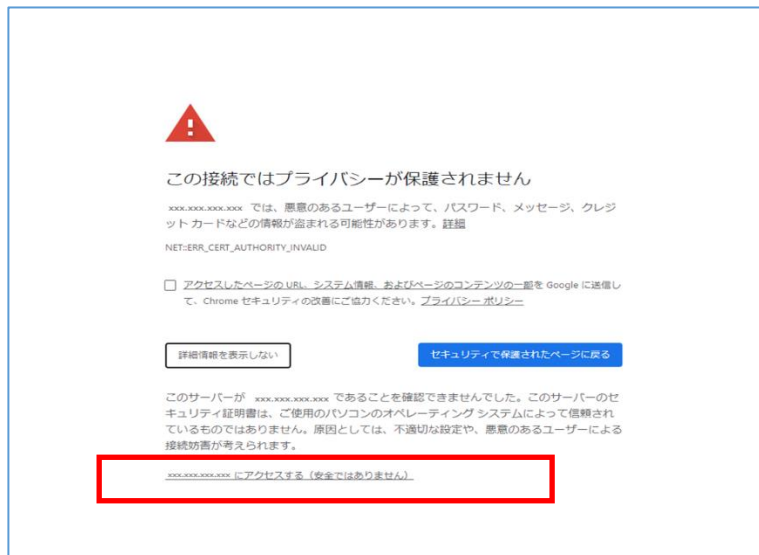 この接続ではプライバシーが保護されません
xxx.xxx.xxx.xxx では、悪意のあるユーザーによって、パスワード、メッセージ、クレジ
ット カードなどの情報が盗まれる可能性があります。詳細
NET::ERR_CERT_AUTHORITY_INVALID
アクセスしたページの URL、システム情報、およびページのコンテンツの一部を Google に送信し
て、Chrome セキュリティの改善にご協力ください。プライバシー ポリシー
詳細情報を表示しない
セキュリティで保護されたページに戻る
このサーバーが xxx.xxx.xxx.xxx であることを確認できませんでした。このサーバーのセ
キュリティ証明書は、ご使用のパソコンのオペレーティング システムによって信頼され
ているものではありません。原因としては、不適切な設定や、悪意のあるユーザーによる
接続妨害が考えられます。
xxx.xxx.xxx.xxx にアクセスする（安全ではありません）